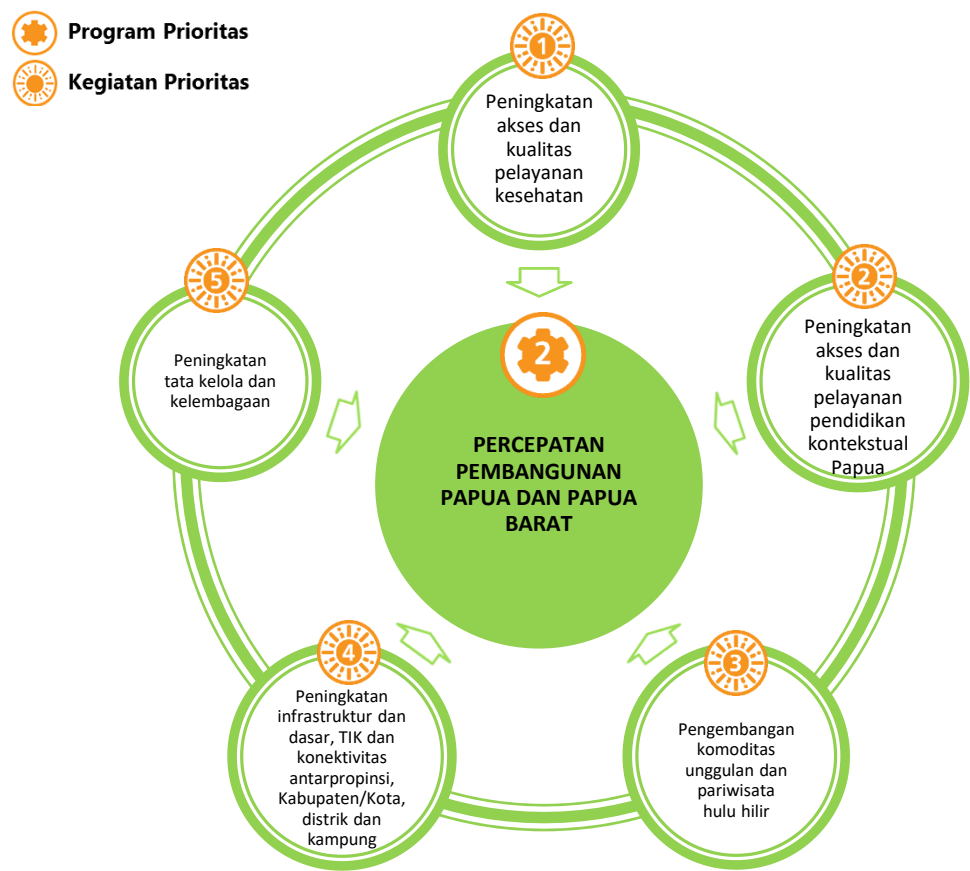 Program Prioritas
Kegiatan Prioritas
1
Peningkatan
akses dan
kualitas
pelayanan
kesehatan
2
Peningkatan
akses dan
kualitas
pelayanan
pendidikan
kontekstual
Papua
3
Pengembangan
komoditas
unggulan dan
pariwisata
hulu hilir
4
Peningkatan
infrastruktur dan
dasar, TIK dan
konektivitas
antarpropinsi,
Kabupaten/Kota,
distrik dan
kampung
5
Peningkatan
tata kelola dan
kelembagaan
2
PERCEPATAN
PEMBANGUNAN
PAPUA DAN PAPUA
BARAT